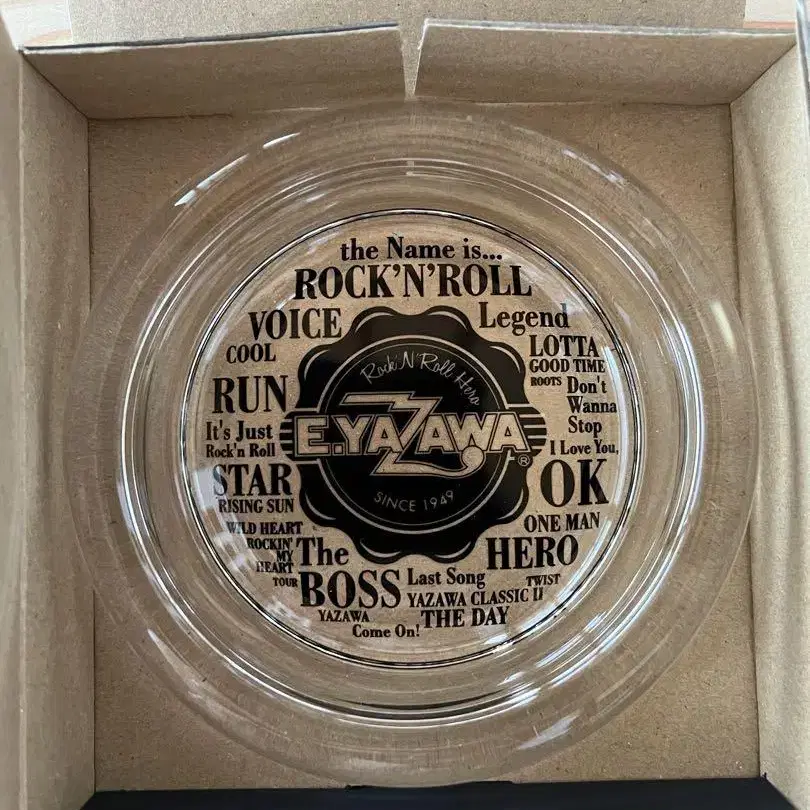 the Name is...
ROCK'N'ROLL
VOICE
Legend
COOL
LOTTA
GOOD TIME
RUN
ROOTS
Don't
Wanna
Stop
It's Just
Rock'n Roll
I Love You,
OK
STAR
RISING SUN
ONE MAN
HERO
WILD HEART
ROCKIN'
MY
HEART
The
BOSS
TOUR
Last Song
TWIST
YAZAWA CLASSIC II
YAZAWA
THE DAY
Come On!
Rock'N'Roll Hero
E.YAZAWA®
SINCE 1949